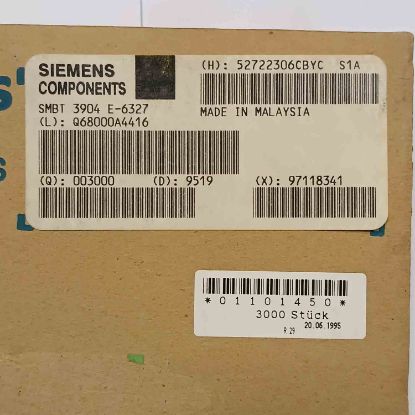 SIEMENS
COMPONENTS
(H): 52722306CBYC S1A
SMBT 3904 E-6327
MADE IN MALAYSIA
(L): Q68000A4416
(Q): 003000 (D): 9519 (X): 97118341
*01101450*
3000 Stück
R 29 20.06.1995